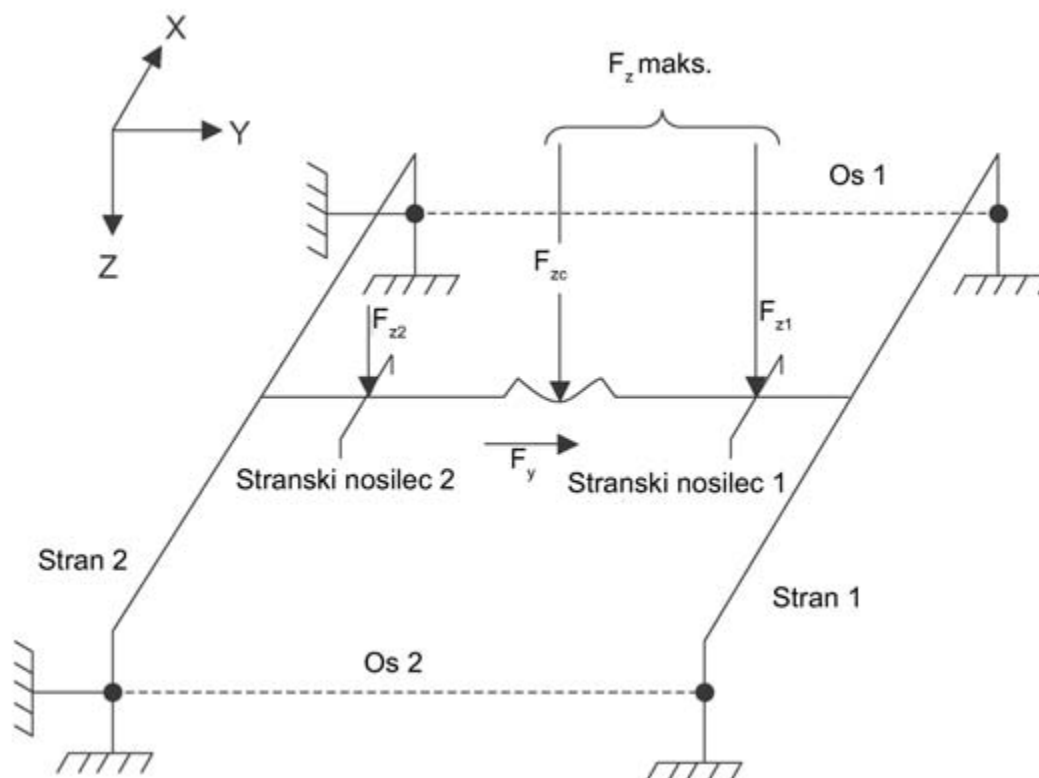 X
Y
Z
F_z maks.
Os 1
F_zc
F_z2
F_z1
Stranski nosilec 2
F_y
Stranski nosilec 1
Stran 2
Stran 1
Os 2